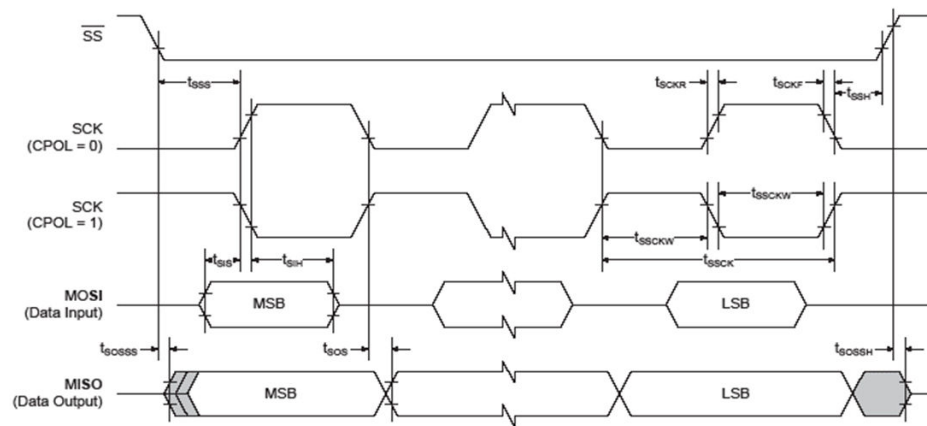 SS
tSSS
tSCKR
tSCKF
tSSH
SCK
(CPOL = 0)
SCK
(CPOL = 1)
tSSCKW
tSSCKW
tSSCK
tSIS
tSIH
MOSI
(Data Input)
MSB
LSB
tSOSSS
tSOS
tSOSSH
MISO
(Data Output)
MSB
LSB